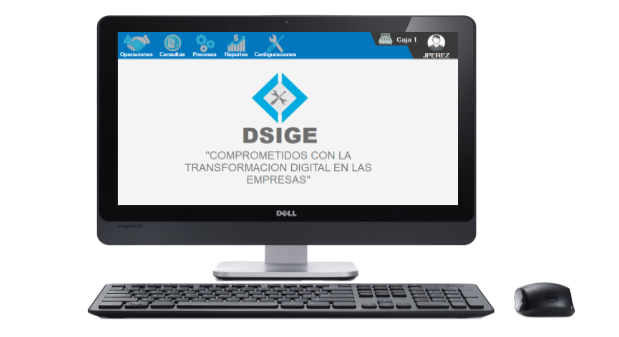 Operaciones Consultas Procesos Reportes Configuraciones
Caja 1
JPEREZ
DSIGE
"COMPROMETIDOS CON LA
TRANSFORMACION DIGITAL EN LAS
EMPRESAS"
DELL